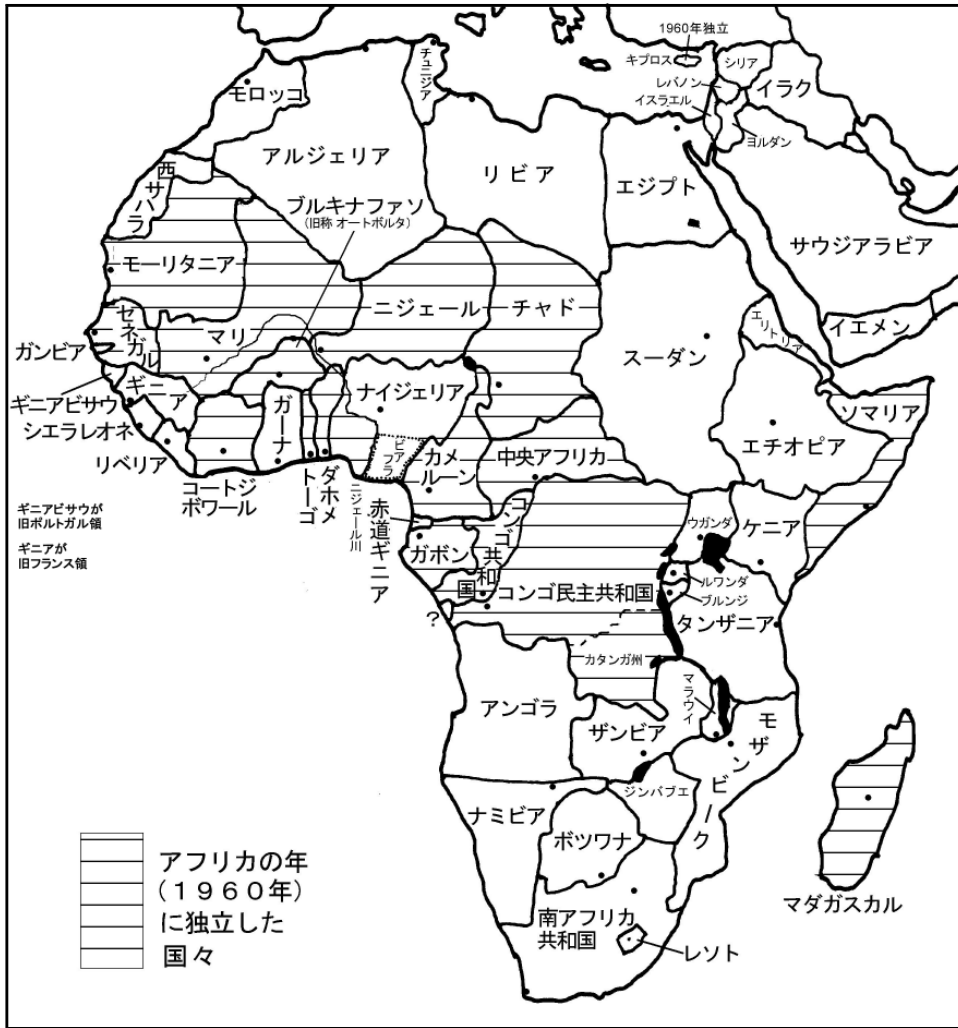 1960年独立
キプロス
シリア
レバノン
イラク
イスラエル
ヨルダン
チュニジア
モロッコ
アルジェリア
リビア
エジプト
西サハラ
ブルキナファソ
(旧称 オートボルタ)
サウジアラビア
モーリタニア
ニジェール
チャド
エリトリア
イエメン
セネガル
マリ
スーダン
ガンビア
ギニア
ナイジェリア
ソマリア
ギニアビサウ
ガーナ
エチオピア
シエラレオネ
ビアフラ
カメ
ルーン
中央アフリカ
リベリア
コートジ
ボワール
トーゴ
ダホメ
ニジェール川
赤道ギニア
コンゴ共和国
ギニアビサウが
旧ポルトガル領
ギニアが
旧フランス領
ウガンダ
ケニア
ガボン
ルワンダ
コンゴ民主共和国
ブルンジ
?
タンザニア
カタンガ州
マラウイ
アンゴラ
ザンビア
モザンビーク
ジンバブエ
ナミビア
ボツワナ
マダガスカル
南アフリカ
共和国
レソト
アフリカの年
(1960年)
に独立した
国々